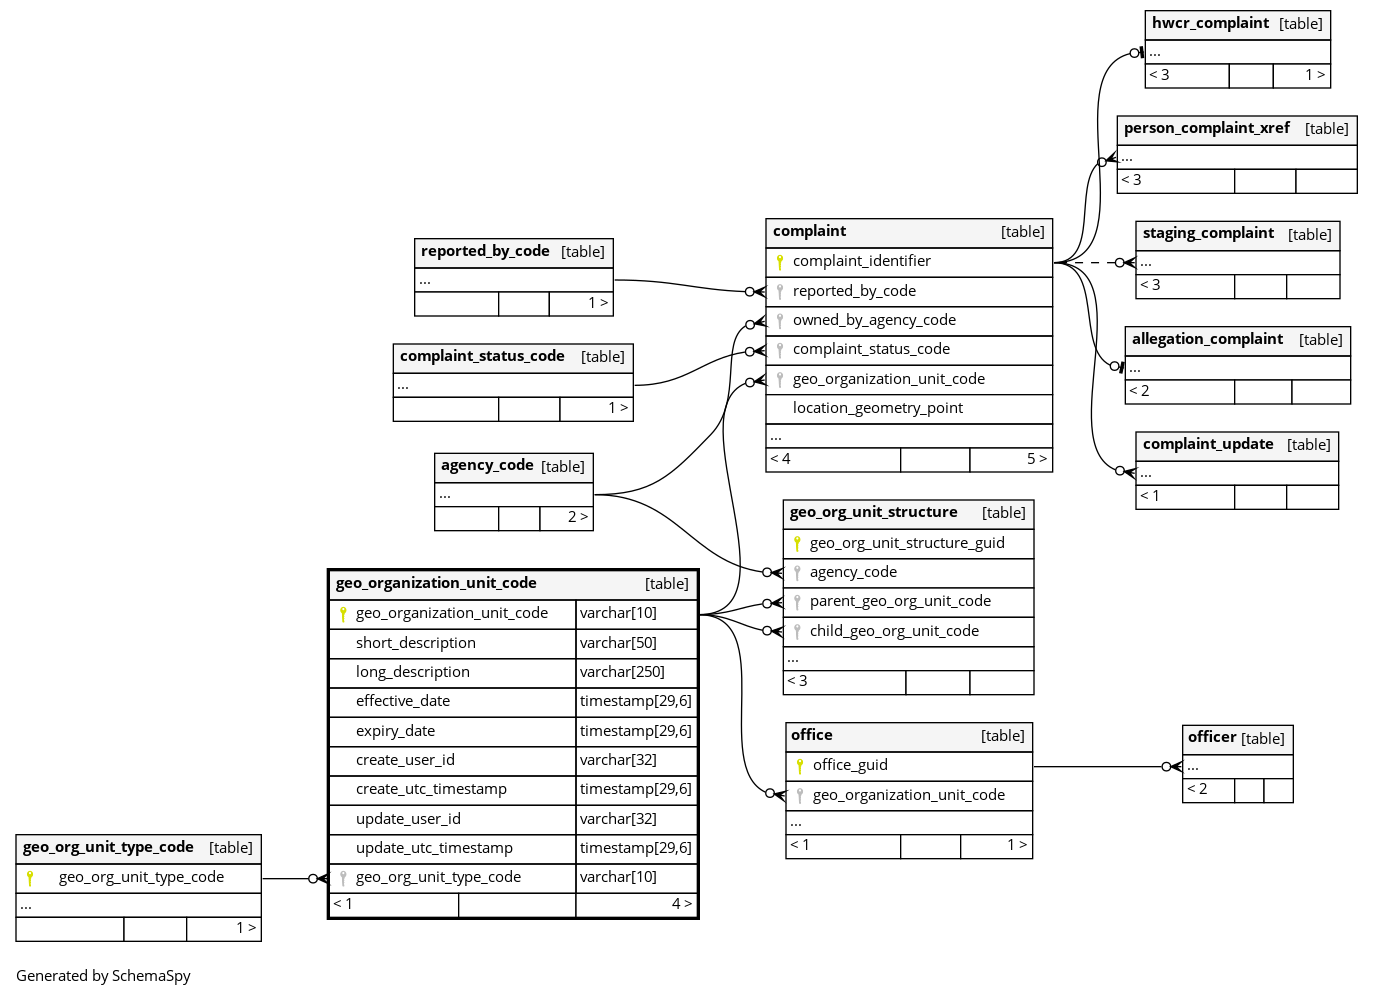 hwcr_complaint [table]
...
< 3 1 >
person_complaint_xref [table]
...
< 3
staging_complaint [table]
...
< 3
allegation_complaint [table]
...
< 2
complaint_update [table]
...
< 1
complaint [table]
complaint_identifier
reported_by_code
owned_by_agency_code
complaint_status_code
geo_organization_unit_code
location_geometry_point
...
< 4 5 >
reported_by_code [table]
...
1 >
complaint_status_code [table]
...
1 >
agency_code [table]
...
2 >
geo_org_unit_structure [table]
geo_org_unit_structure_guid
agency_code
parent_geo_org_unit_code
child_geo_org_unit_code
...
< 3
geo_organization_unit_code [table]
geo_organization_unit_code varchar[10]
short_description varchar[50]
long_description varchar[250]
effective_date timestamp[29,6]
expiry_date timestamp[29,6]
create_user_id varchar[32]
create_utc_timestamp timestamp[29,6]
update_user_id varchar[32]
update_utc_timestamp timestamp[29,6]
geo_org_unit_type_code varchar[10]
< 1 4 >
office [table]
office_guid
geo_organization_unit_code
...
< 1 1 >
officer [table]
...
< 2
geo_org_unit_type_code [table]
geo_org_unit_type_code
...
1 >
Generated by SchemaSpy